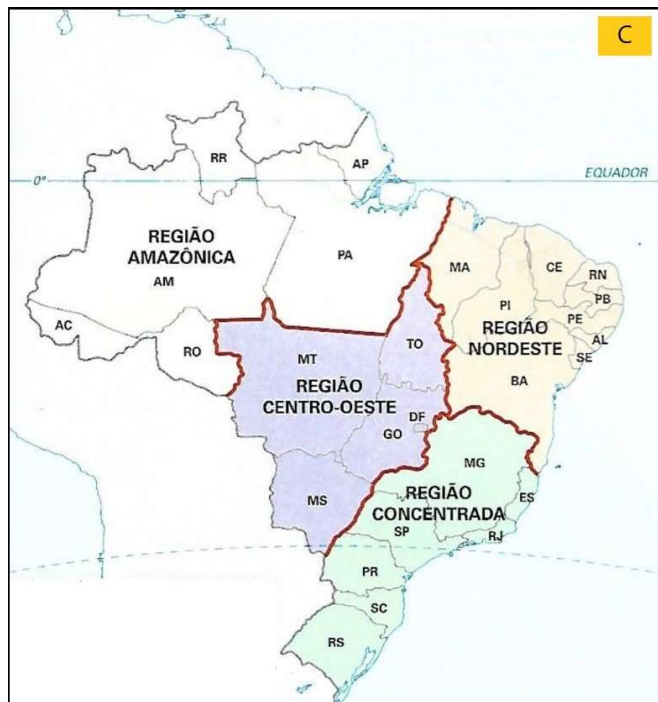 C
RR
AP
EQUADOR
0°
REGIÃO
AMAZÔNICA
AM
PA
MA
CE
RN
PB
PI
PE
AL
SE
REGIÃO
NORDESTE
BA
AC
RO
MT
TO
REGIÃO
CENTRO-OESTE
DF
GO
MS
MG
ES
REGIÃO
CONCENTRADA
SP
RJ
PR
SC
RS